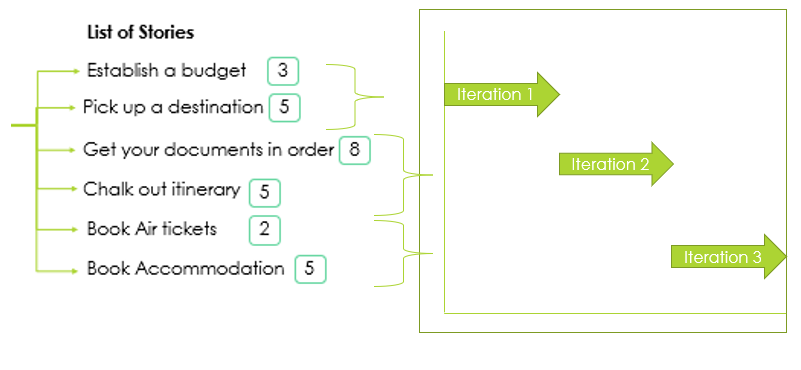 List of Stories
Establish a budget 3
Pick up a destination 5
Get your documents in order 8
Chalk out itinerary 5
Book Air tickets 2
Book Accommodation 5
Iteration 1
Iteration 2
Iteration 3